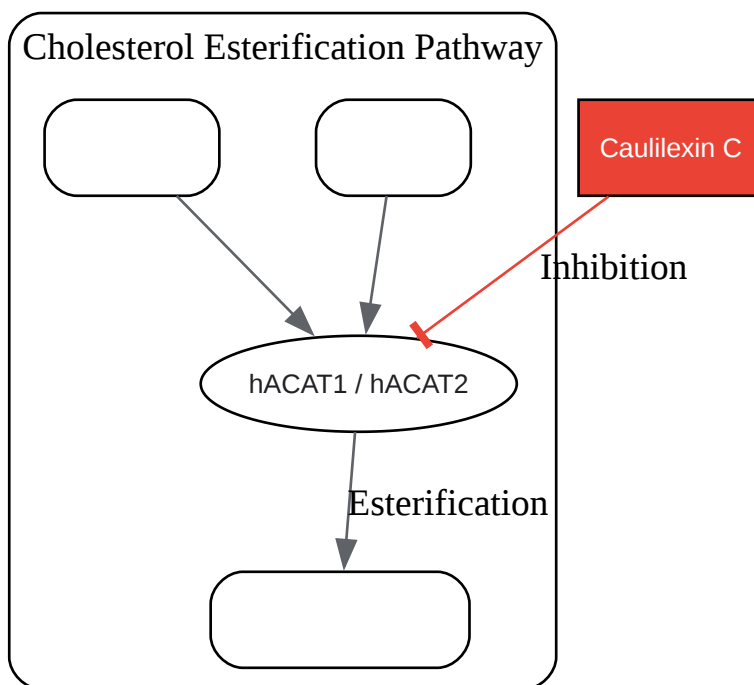 Cholesterol Esterification Pathway
Caulilexin C
Inhibition
hACAT1 / hACAT2
Esterification